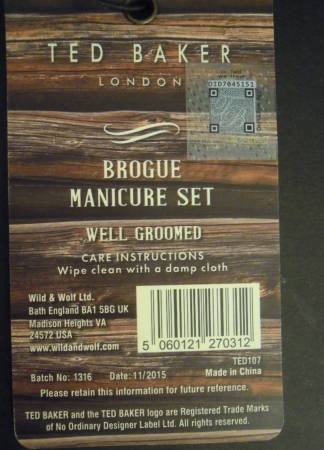 TED BAKER
LONDON
OID7045151
BROGUE
MANICURE SET
WELL GROOMED
CARE INSTRUCTIONS
Wipe clean with a damp cloth
Wild & Wolf Ltd.
Bath England BA1 5BG UK
Madison Heights VA
24572 USA
www.wildandwolf.com
5 060121 270312
TED107
Made in China
Batch No: 1316 Date: 11/2015
Please retain this information for future reference.
TED BAKER and the TED BAKER logo are Registered Trade Marks
of No Ordinary Designer Label Ltd. All rights reserved.